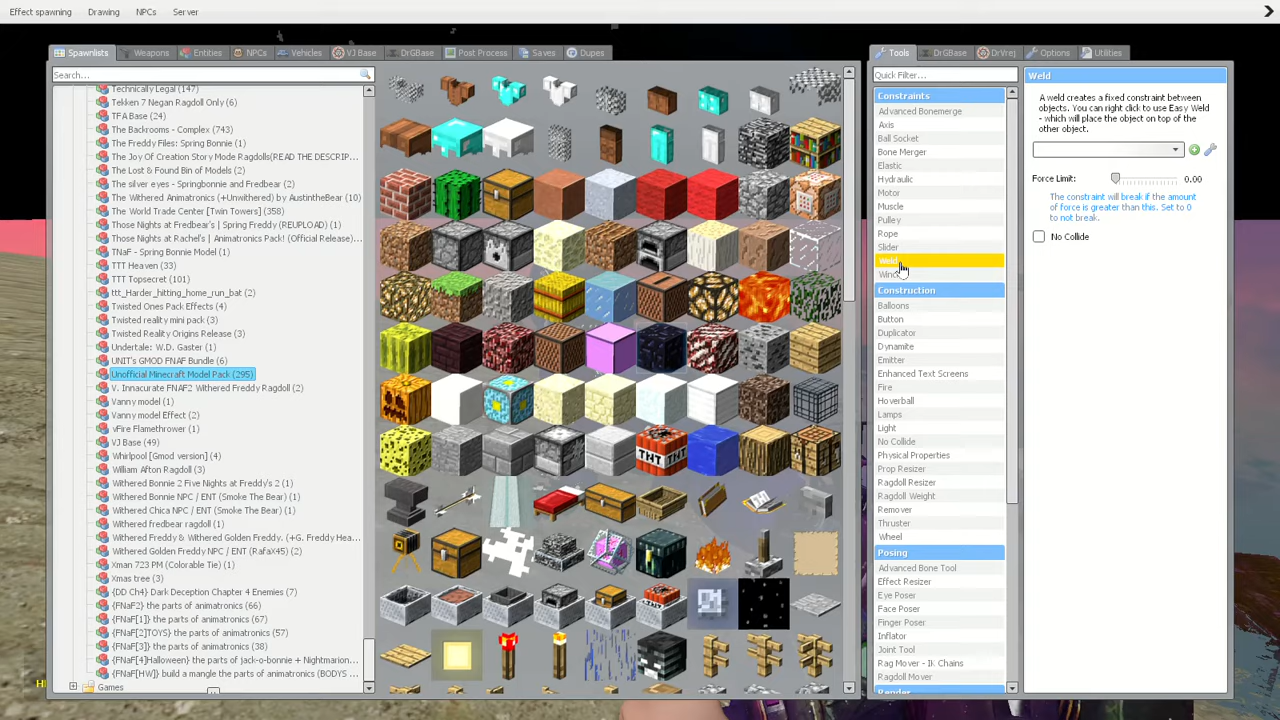 Effect spawning Drawing NPCs Server
Spawnlists Weapons Entities NPCs Vehicles VJ Base DrGBase Post Process Saves Dupes
Search...
Technically Legal (147)
Tekken 7 Negan Ragdoll Only (6)
TFA Base (24)
The Backrooms - Complex (743)
The Freddy Files: Spring Bonnie (1)
The Joy Of Creation Story Mode Ragdolls(READ THE DESCRIP...
The Lost & Found Bin of Models (2)
The silver eyes - Springbonnie and Fredbear (2)
The Withered Animatronics (+Unwithered) by AustintheBear (10)
The World Trade Center [Twin Towers] (358)
Those Nights at Fredbear's | Springbonnie (REUPLOAD) (1)
Those Nights at Rachel's | Animatronics Pack! (Official Release)...
TNaF - Spring Bonnie Model (1)
TTT Heaven (33)
TTT Topsecret (101)
ttt_Harder_hitting_home_run_bat (2)
Twisted Ones Pack Effects (4)
Twisted reality mini pack (3)
Twisted Reality Origins Release (3)
Undertale: W.D. Gaster (1)
UNIT's GMOD FNAF Bundle (6)
Unofficial Minecraft Model Pack (295)
V. Innacurate FNAF2 Withered Freddy Ragdoll (2)
Vanny model (1)
Vanny model Effect (2)
vFire Flamethrower (1)
VJ Base (49)
Whirlpool [Gmod version] (4)
William Afton Ragdoll (3)
Withered Bonnie 2 Five Nights at Freddy's 2 (1)
Withered Bonnie NPC / ENT (Smoke The Bear) (1)
Withered Chica NPC / ENT (Smoke The Bear) (1)
Withered fredbear ragdoll (1)
Withered Freddy & Withered Golden Freddy. (+G. Freddy Hea...
Withered Golden Freddy NPC / ENT (RafaX45) (2)
Xman 723 PM (Colorable Tie) (1)
Xmas tree (3)
{DD Ch4} Dark Deception Chapter 4 Enemies (7)
{FNaF2} the parts of animatronics (66)
{FNaF[1]} the parts of animatronics (67)
{FNaF[2]TOYS} the parts of animatronics (57)
{FNaF[3]} the parts of animatronics (38)
{FNaF[4]Halloween} the parts of jack-o-bonnie + Nightmarion...
{FNaF[HW]} build a mangle the parts of animatronics (BODYS ...
Games
TNT
TNT
Tools DrGBase DrVrej Options Utilities
Quick Filter...
Constraints
Advanced Bonemerge
Axis
Ball Socket
Bone Merger
Elastic
Hydraulic
Motor
Muscle
Pulley
Rope
Slider
Weld
Construction
Balloons
Button
Duplicator
Dynamite
Emitter
Enhanced Text Screens
Fire
Hoverball
Lamps
Light
No Collide
Physical Properties
Prop Resizer
Ragdoll Resizer
Ragdoll Weight
Remover
Thruster
Wheel
Posing
Advanced Bone Tool
Effect Resizer
Eye Poser
Face Poser
Finger Poser
Inflator
Joint Tool
Rag Mover - IK Chains
Ragdoll Mover
Render
Weld
A weld creates a fixed constraint between
objects. You can right click to use Easy Weld
- which will place the object on top of the
other object.
Force Limit: 0.00
The constraint will break if the amount
of force is greater than this. Set to 0
to not break.
No Collide